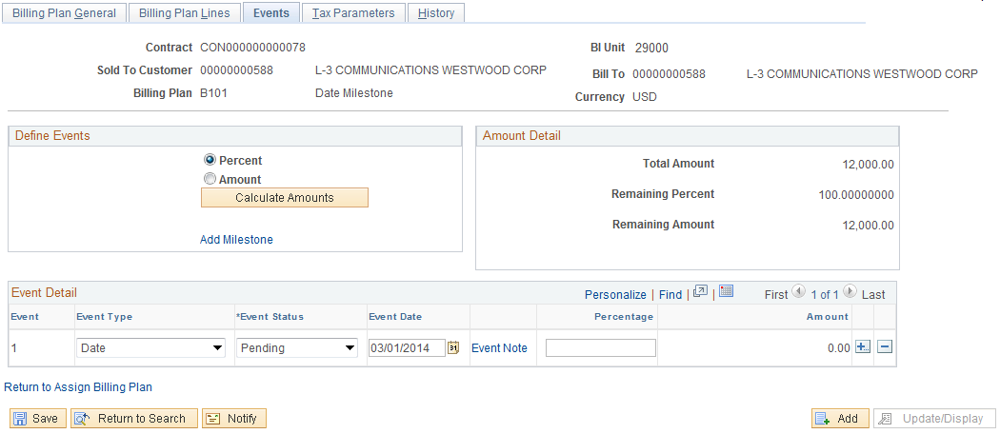 Billing Plan General Billing Plan Lines Events Tax Parameters History
Contract CON000000000078 BI Unit 29000
Sold To Customer 00000000588 L-3 COMMUNICATIONS WESTWOOD CORP Bill To 00000000588 L-3 COMMUNICATIONS WESTWOOD CORP
Billing Plan B101 Date Milestone Currency USD
Define Events
Percent
Amount
Calculate Amounts
Add Milestone
Amount Detail
Total Amount 12,000.00
Remaining Percent 100.00000000
Remaining Amount 12,000.00
Event Detail Personalize | Find | | First 1 of 1 Last
Event Event Type *Event Status Event Date Percentage Amount
1 Date Pending 03/01/2014 31 Event Note 0.00
Return to Assign Billing Plan
Save Return to Search Notify Add Update/Display